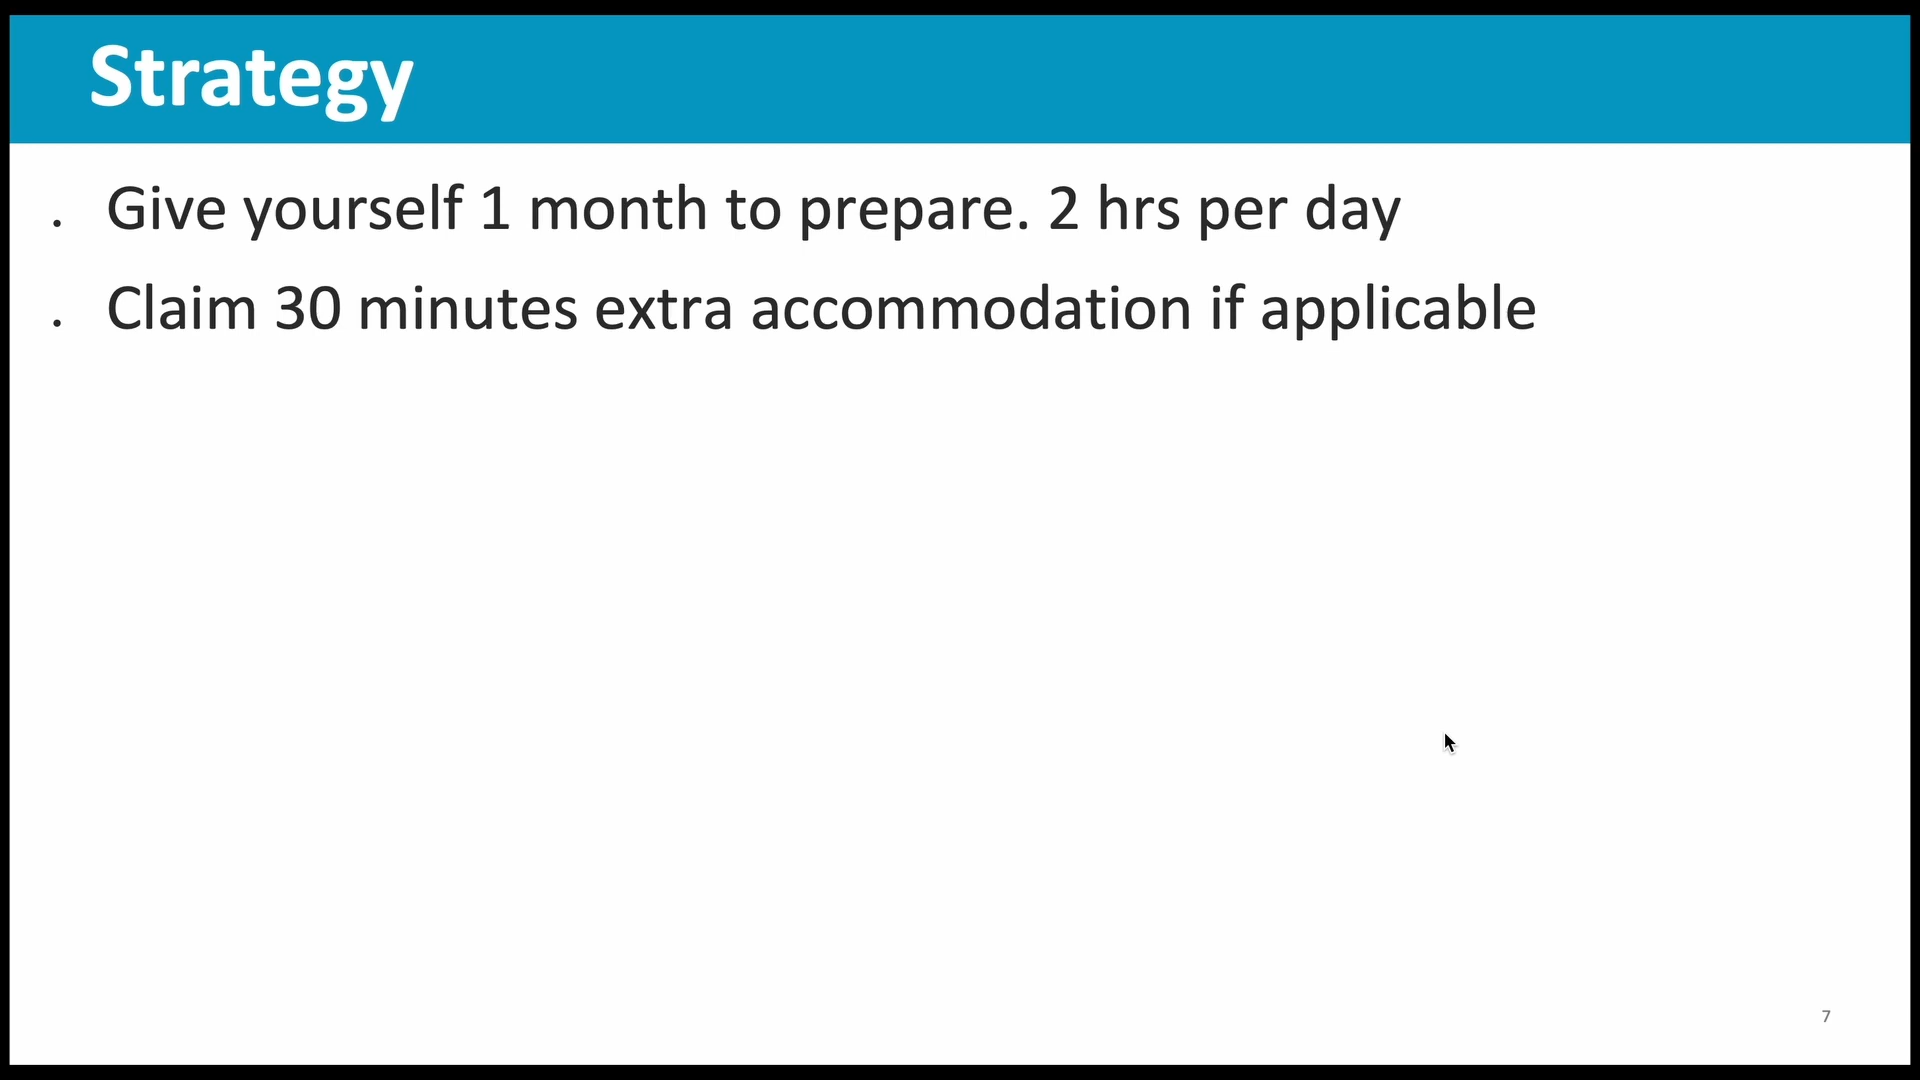 Strategy
. Give yourself 1 month to prepare. 2 hrs per day
. Claim 30 minutes extra accommodation if applicable
7